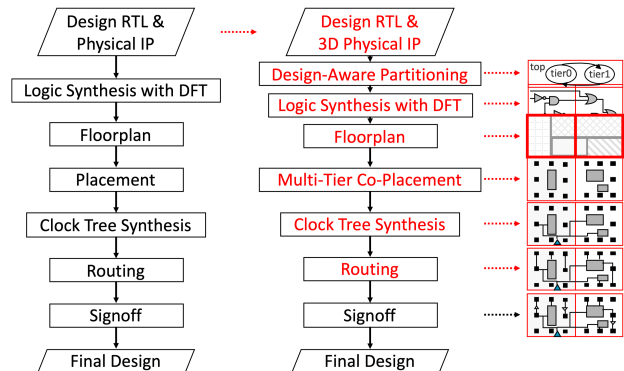 Design RTL &
Physical IP
Logic Synthesis with DFT
Floorplan
Placement
Clock Tree Synthesis
Routing
Signoff
Final Design
Design RTL &
3D Physical IP
Design-Aware Partitioning
Logic Synthesis with DFT
Floorplan
Multi-Tier Co-Placement
Clock Tree Synthesis
Routing
Signoff
Final Design
top
tier0
tier1